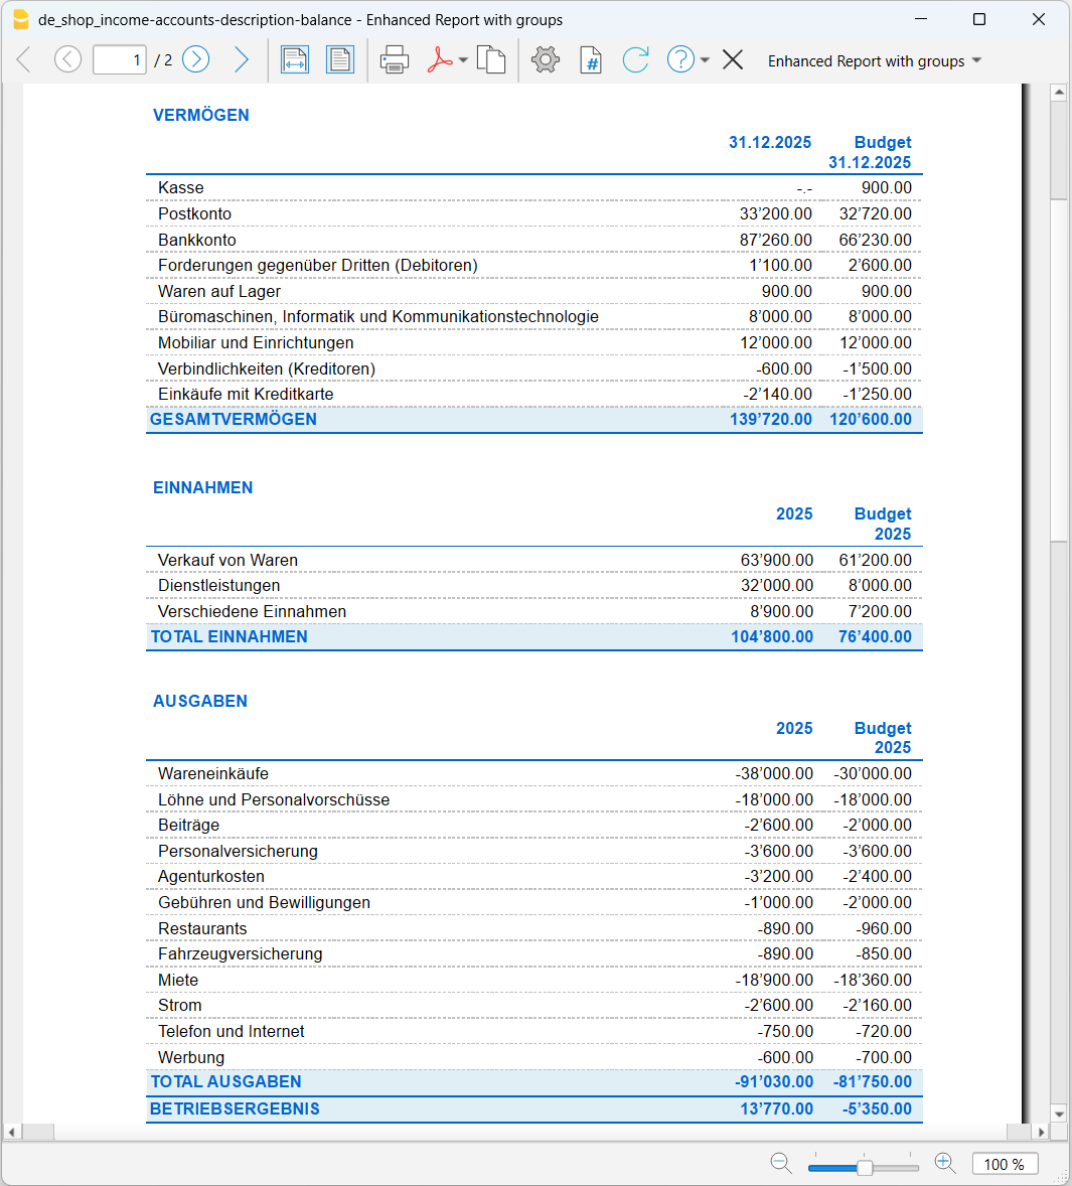 de_shop_income-accounts-description-balance - Enhanced Report with groups
1 / 2 Enhanced Report with groups
VERMÖGEN
31.12.2025 Budget
31.12.2025
Kasse -.- 900.00
Postkonto 33’200.00 32’720.00
Bankkonto 87’260.00 66’230.00
Forderungen gegenüber Dritten (Debitoren) 1’100.00 2’600.00
Waren auf Lager 900.00 900.00
Büromaschinen, Informatik und Kommunikationstechnologie 8’000.00 8’000.00
Mobiliar und Einrichtungen 12’000.00 12’000.00
Verbindlichkeiten (Kreditoren) -600.00 -1’500.00
Einkäufe mit Kreditkarte -2’140.00 -1’250.00
GESAMTVERMÖGEN 139’720.00 120’600.00
EINNAHMEN
2025 Budget
2025
Verkauf von Waren 63’900.00 61’200.00
Dienstleistungen 32’000.00 8’000.00
Verschiedene Einnahmen 8’900.00 7’200.00
TOTAL EINNAHMEN 104’800.00 76’400.00
AUSGABEN
2025 Budget
2025
Wareneinkäufe -38’000.00 -30’000.00
Löhne und Personalvorschüsse -18’000.00 -18’000.00
Beiträge -2’600.00 -2’000.00
Personalversicherung -3’600.00 -3’600.00
Agenturkosten -3’200.00 -2’400.00
Gebühren und Bewilligungen -1’000.00 -2’000.00
Restaurants -890.00 -960.00
Fahrzeugversicherung -890.00 -850.00
Miete -18’900.00 -18’360.00
Strom -2’600.00 -2’160.00
Telefon und Internet -750.00 -720.00
Werbung -600.00 -700.00
TOTAL AUSGABEN -91’030.00 -81’750.00
BETRIEBSERGEBNIS 13’770.00 -5’350.00
100 %